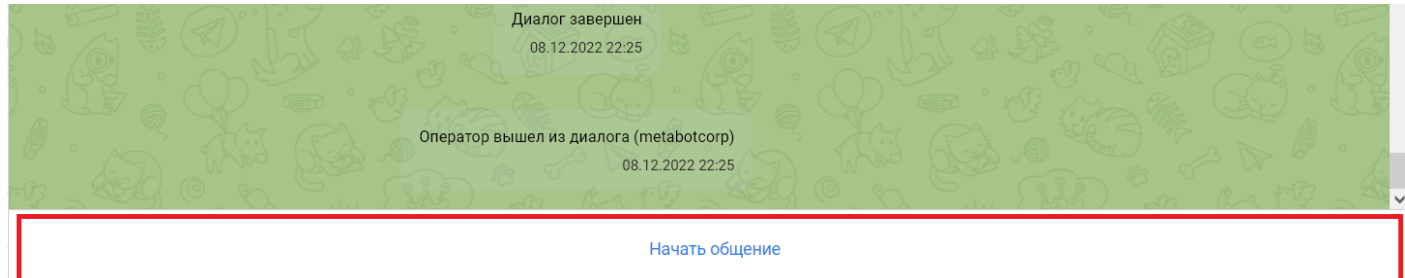 Диалог завершен
08.12.2022 22:25
Оператор вышел из диалога (metabotcorp)
08.12.2022 22:25
Начать общение